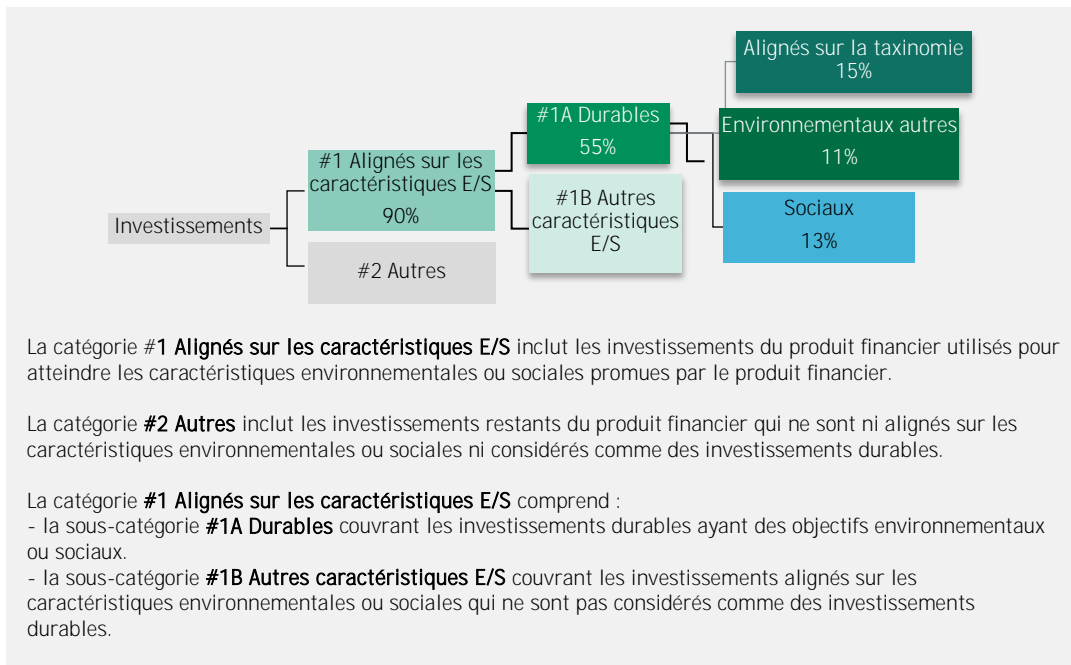 Alignés sur la taxinomie
15%
#1A Durables
55%
Environnementaux autres
11%
#1 Alignés sur les
caractéristiques E/S
90%
#1B Autres
caractéristiques
E/S
Sociaux
13%
Investissements
#2 Autres
La catégorie #1 Alignés sur les caractéristiques E/S inclut les investissements du produit financier utilisés pour
atteindre les caractéristiques environnementales ou sociales promues par le produit financier.
La catégorie #2 Autres inclut les investissements restants du produit financier qui ne sont ni alignés sur les
caractéristiques environnementales ou sociales ni considérés comme des investissements durables.
La catégorie #1 Alignés sur les caractéristiques E/S comprend :
- la sous-catégorie #1A Durables couvrant les investissements durables ayant des objectifs environnementaux
ou sociaux.
- la sous-catégorie #1B Autres caractéristiques E/S couvrant les investissements alignés sur les
caractéristiques environnementales ou sociales qui ne sont pas considérés comme des investissements
durables.